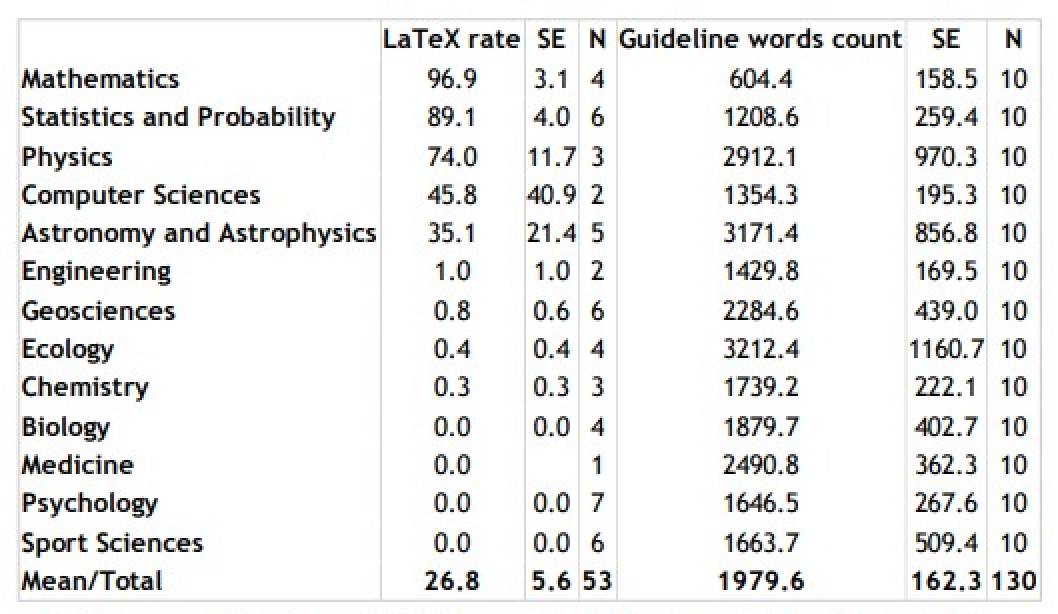 LaTeX rate SE N Guideline words count SE N
Mathematics 96.9 3.1 4 604.4 158.5 10
Statistics and Probability 89.1 4.0 6 1208.6 259.4 10
Physics 74.0 11.7 3 2912.1 970.3 10
Computer Sciences 45.8 40.9 2 1354.3 195.3 10
Astronomy and Astrophysics 35.1 21.4 5 3171.4 856.8 10
Engineering 1.0 1.0 2 1429.8 169.5 10
Geosciences 0.8 0.6 6 2284.6 439.0 10
Ecology 0.4 0.4 4 3212.4 1160.7 10
Chemistry 0.3 0.3 3 1739.2 222.1 10
Biology 0.0 0.0 4 1879.7 402.7 10
Medicine 0.0 1 2490.8 362.3 10
Psychology 0.0 0.0 7 1646.5 267.6 10
Sport Sciences 0.0 0.0 6 1663.7 509.4 10
Mean/Total 26.8 5.6 53 1979.6 162.3 130